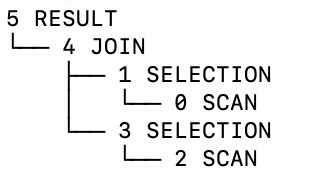 5 RESULT
└── 4 JOIN
    ├── 1 SELECTION
    │   └── 0 SCAN
    └── 3 SELECTION
        └── 2 SCAN